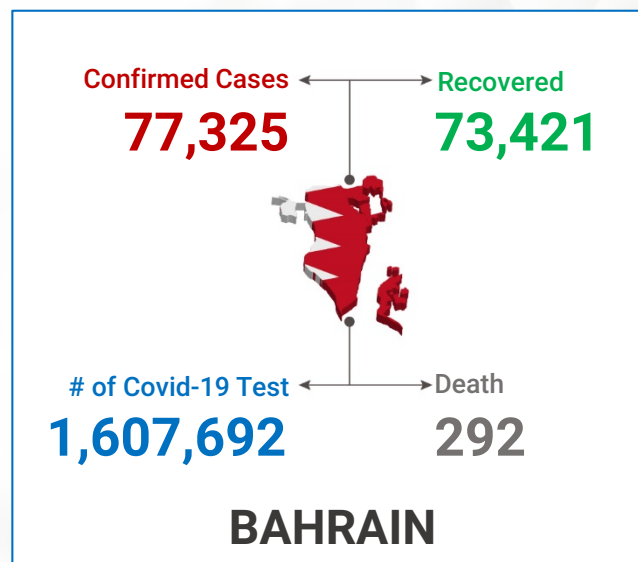 Confirmed Cases
77,325
Recovered
73,421
# of Covid-19 Test
1,607,692
Death
292
BAHRAIN